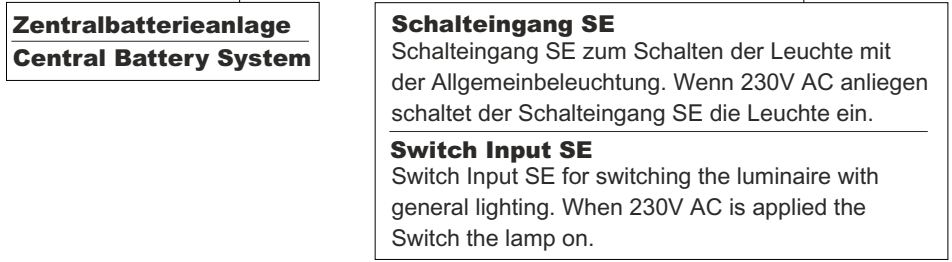 Zentralbatterieanlage
Central Battery System
Schalteingang SE
Schalteingang SE zum Schalten der Leuchte mit
der Allgemeinbeleuchtung. Wenn 230V AC anliegen
schaltet der Schalteingang SE die Leuchte ein.
Switch Input SE
Switch Input SE for switching the luminaire with
general lighting. When 230V AC is applied the
Switch the lamp on.